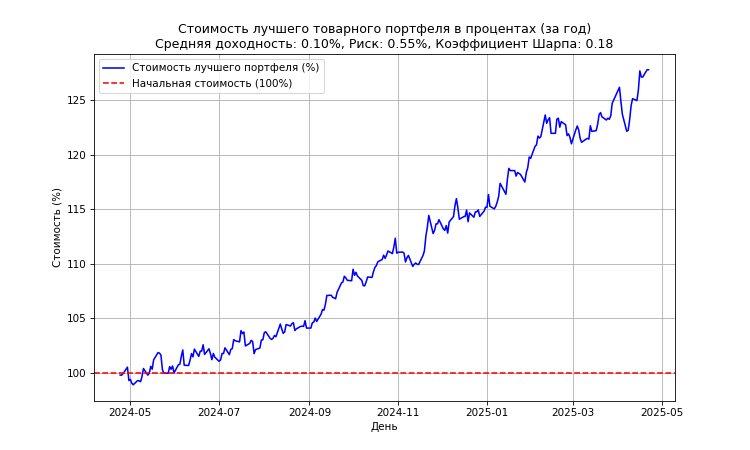 Стоимость лучшего товарного портфеля в процентах (за год)
Средняя доходность: 0.10%, Риск: 0.55%, Коэффициент Шарпа: 0.18
Стоимость лучшего портфеля (%)
Начальная стоимость (100%)
Стоимость (%)
125
120
115
110
105
100
2024-05
2024-07
2024-09
2024-11
2025-01
2025-03
2025-05
День